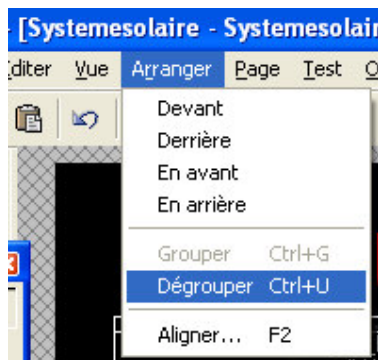 [Systemesolaire - Systemesolair
Éditer Vue Arranger Page Test O
Devant
Derrière
En avant
En arrière
Grouper Ctrl+G
Dégrouper Ctrl+U
Aligner... F2